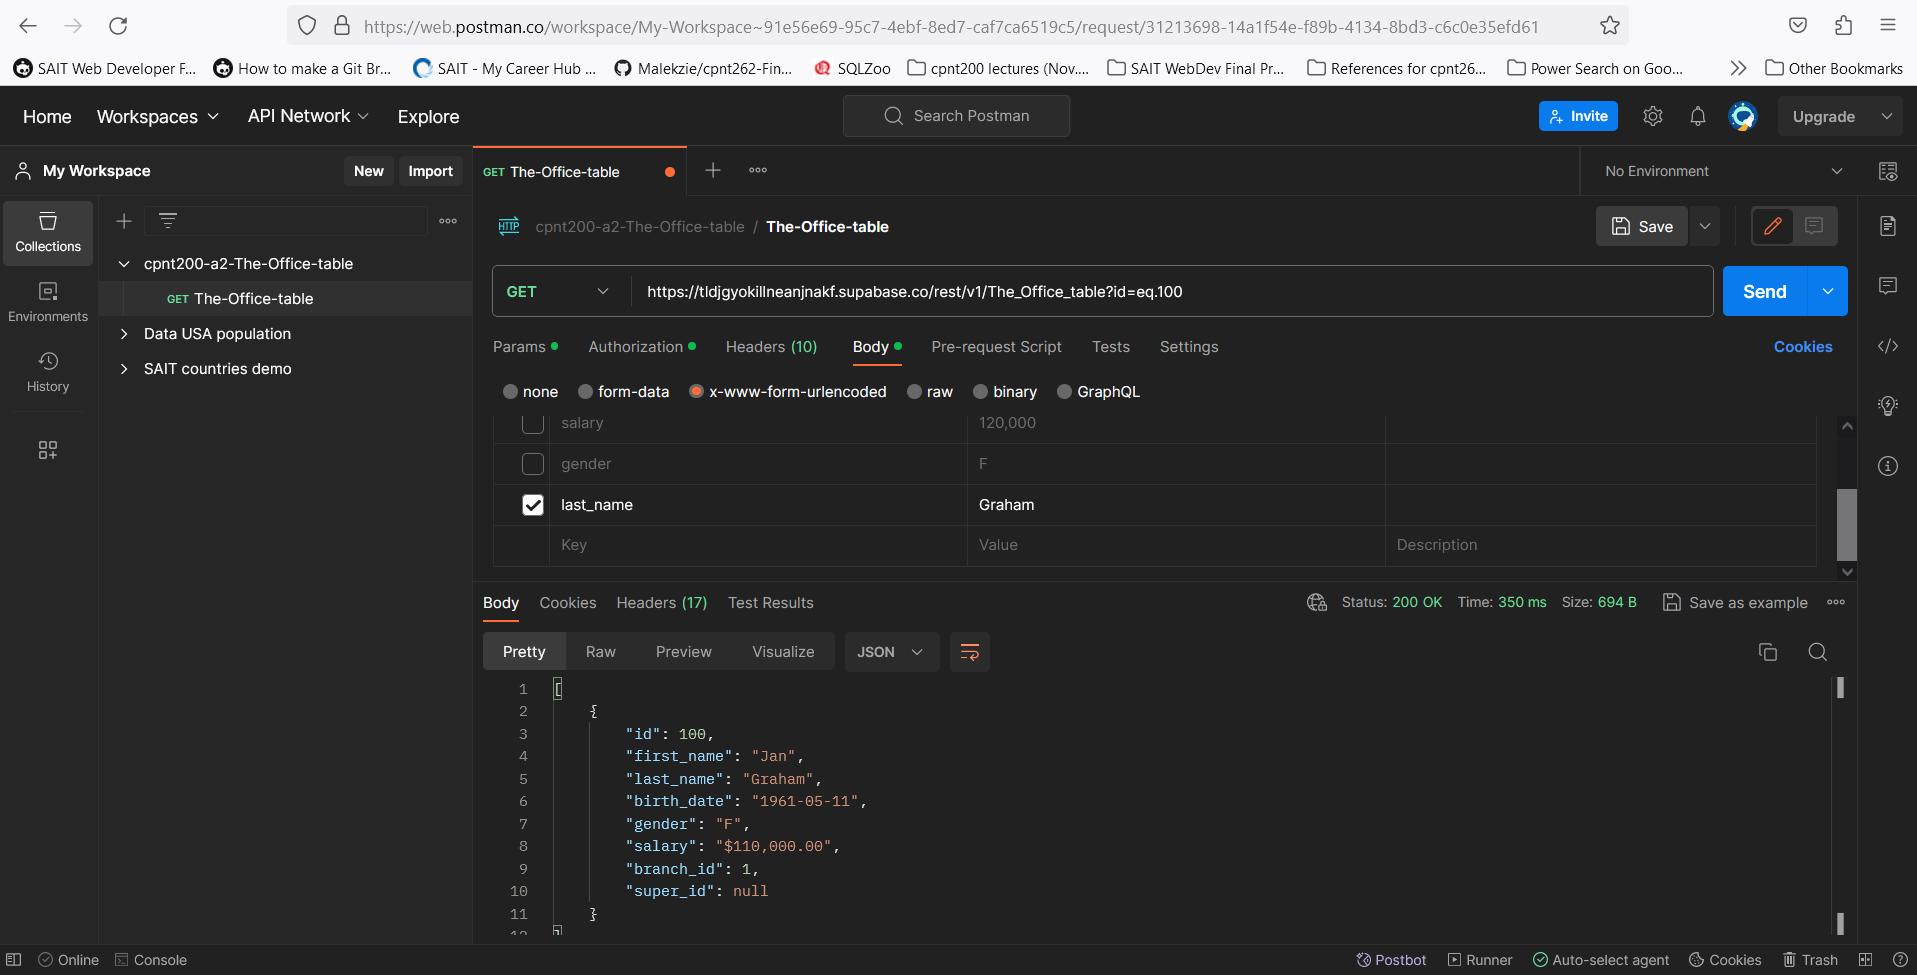 https://web.postman.co/workspace/My-Workspace~91e56e69-95c7-4ebf-8ed7-caf7ca6519c5/request/31213698-14a1f54e-f89b-4134-8bd3-c6c0e35efd61
SAIT Web Developer F... How to make a Git Br... SAIT - My Career Hub ... Malekzie/cpnt262-Fin... SQLZoo cpnt200 lectures (Nov.... SAIT WebDev Final Pr... References for cpnt26... Power Search on Goo... Other Bookmarks
Home Workspaces API Network Explore Search Postman Invite Upgrade
My Workspace New Import GET The-Office-table No Environment
cpnt200-a2-The-Office-table / The-Office-table Save
Collections
cpnt200-a2-The-Office-table
GET The-Office-table
Data USA population
SAIT countries demo
Environments
History
GET https://tldjgyokillneanjnakf.supabase.co/rest/v1/The_Office_table?id=eq.100 Send
Params Authorization Headers (10) Body Pre-request Script Tests Settings Cookies
none form-data x-www-form-urlencoded raw binary GraphQL
salary 120,000
gender F
last_name Graham
Key Value Description
Body Cookies Headers (17) Test Results Status: 200 OK Time: 350 ms Size: 694 B Save as example
Pretty Raw Preview Visualize JSON
1 [
2 {
3 "id": 100,
4 "first_name": "Jan",
5 "last_name": "Graham",
6 "birth_date": "1961-05-11",
7 "gender": "F",
8 "salary": "$110,000.00",
9 "branch_id": 1,
10 "super_id": null
11 }
12 ]
Online Console Postbot Runner Auto-select agent Cookies Trash